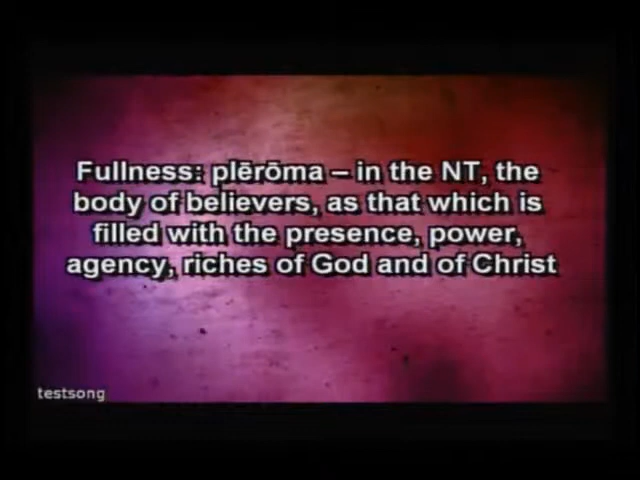 Fullness: plērōma – in the NT, the
body of believers, as that which is
filled with the presence, power,
agency, riches of God and of Christ
testsong